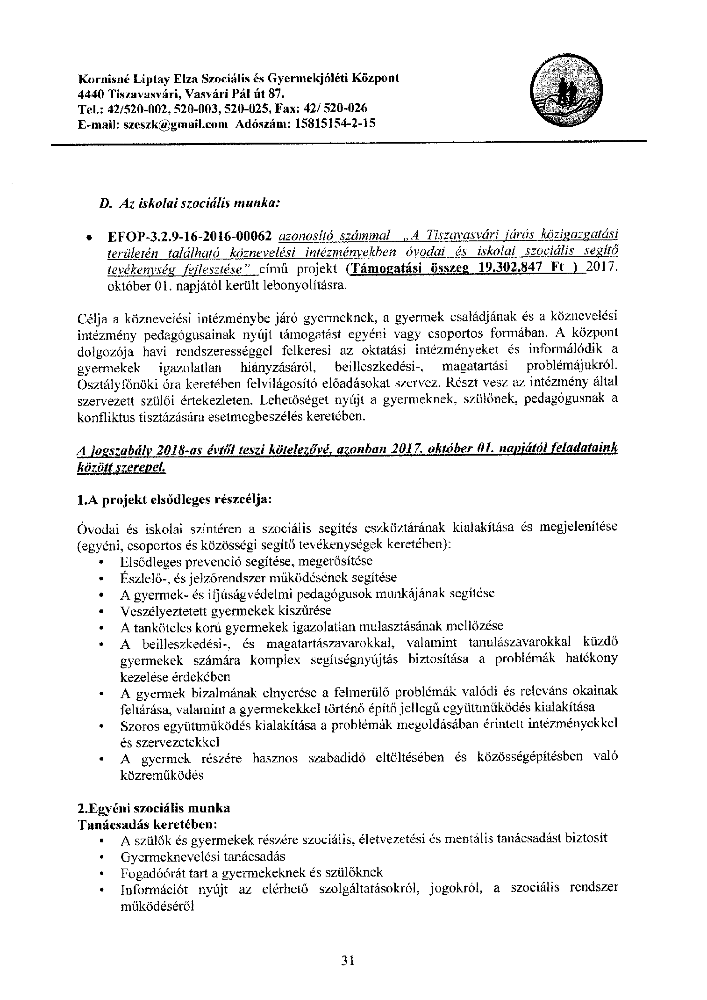 Kornisné Liptay Elza Szociális és Gyermekjóléti Központ
4440 Tiszavasvári, Vasvári Pál út 87.
Tel.: 42/520-002, 520-003, 520-025, Fax: 42/ 520-026
E-mail: szeszk@gmail.com Adószám: 15815154-2-15
D. Az iskolai szociális munka:
• EFOP-3.2.9-16-2016-00062 azonosító számmal „A Tiszavasvári járás közigazgatási
területén található köznevelési intézményekben óvodai és iskolai szociális segítő
tevékenység fejlesztése” című projekt (Támogatási összeg 19.302.847 Ft ) 2017.
október 01. napjától került lebonyolításra.
Célja a köznevelési intézménybe járó gyermeknek, a gyermek családjának és a köznevelési
intézmény pedagógusainak nyújt támogatást egyéni vagy csoportos formában. A központ
dolgozója havi rendszerességgel felkeresi az oktatási intézményeket és informálódik a
gyermekek igazolatlan hiányzásáról, beilleszkedési-, magatartási problémájukról.
Osztályfőnöki óra keretében felvilágosító előadásokat szervez. Részt vesz az intézmény által
szervezett szülői értekezleten. Lehetőséget nyújt a gyermeknek, szülőnek, pedagógusnak a
konfliktus tisztázására esetmegbeszélés keretében.
A jogszabály 2018-as évtől teszi kötelezővé, azonban 2017. október 01. napjától feladataink
között szerepel.
1.A projekt elsődleges részcélja:
Óvodai és iskolai színtéren a szociális segítés eszköztárának kialakítása és megjelenítése
(egyéni, csoportos és közösségi segítő tevékenységek keretében):
• Elsődleges prevenció segítése, megerősítése
• Észlelő-, és jelzőrendszer működésének segítése
• A gyermek- és ifjúságvédelmi pedagógusok munkájának segítése
• Veszélyeztetett gyermekek kiszűrése
• A tanköteles korú gyermekek igazolatlan mulasztásának mellőzése
• A beilleszkedési-, és magatartászavarokkal, valamint tanulászavarokkal küzdő
gyermekek számára komplex segítségnyújtás biztosítása a problémák hatékony
kezelése érdekében
• A gyermek bizalmának elnyerése a felmerülő problémák valódi és releváns okainak
feltárása, valamint a gyermekekkel történő építő jellegű együttműködés kialakítása
• Szoros együttműködés kialakítása a problémák megoldásában érintett intézményekkel
és szervezetekkel
• A gyermek részére hasznos szabadidő eltöltésében és közösségépítésben való
közreműködés
2.Egyéni szociális munka
Tanácsadás keretében:
• A szülők és gyermekek részére szociális, életvezetési és mentális tanácsadást biztosít
• Gyermeknevelési tanácsadás
• Fogadóórát tart a gyermekeknek és szülőknek
• Információt nyújt az elérhető szolgáltatásokról, jogokról, a szociális rendszer
működéséről
31